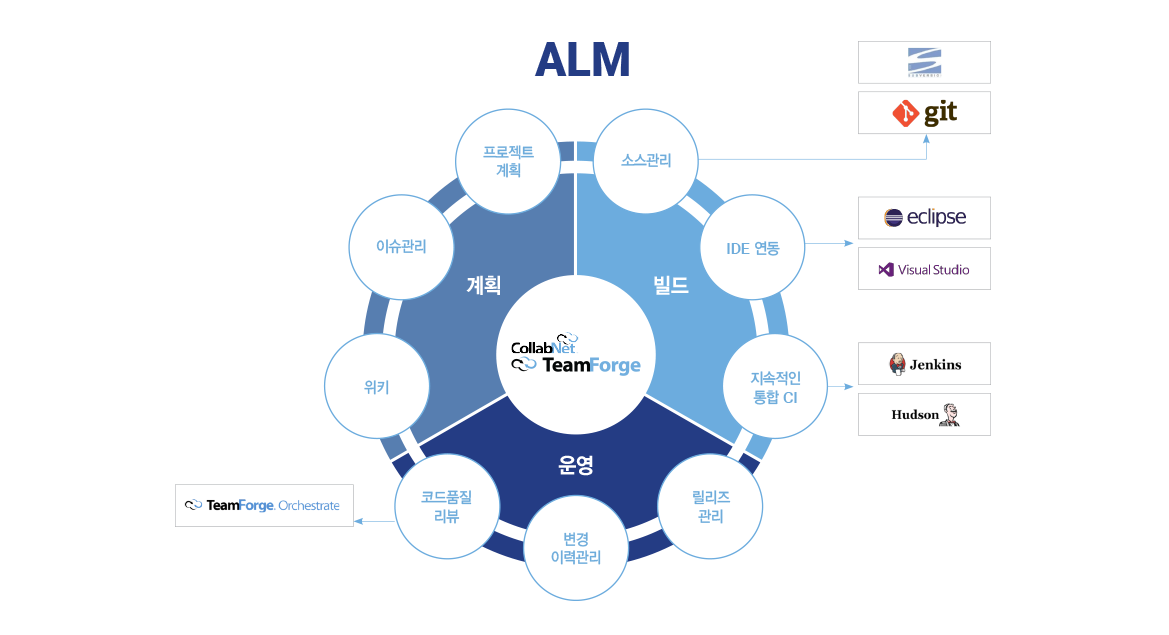 ALM
git
프로젝트
계획
소스관리
이슈관리
IDE 연동
eclipse
Visual Studio
계획
빌드
CollabNet
TeamForge
위키
지속적인
통합 CI
Jenkins
Hudson
운영
코드품질
리뷰
릴리즈
관리
TeamForge. Orchestrate
변경
이력관리